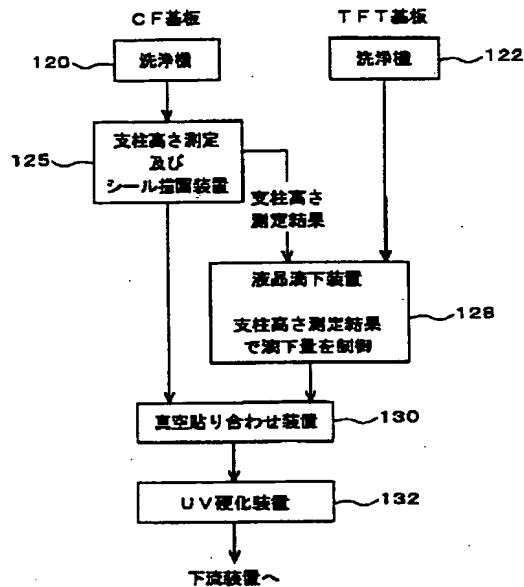 CF基板
TFT基板
120
洗浄機
洗浄機
122
125
支柱高さ測定
及び
シール描画装置
支柱高さ
測定結果
液晶滴下装置
支柱高さ測定結果
で滴下量を制御
128
真空貼り合わせ装置
130
UV硬化装置
132
下流装置へ